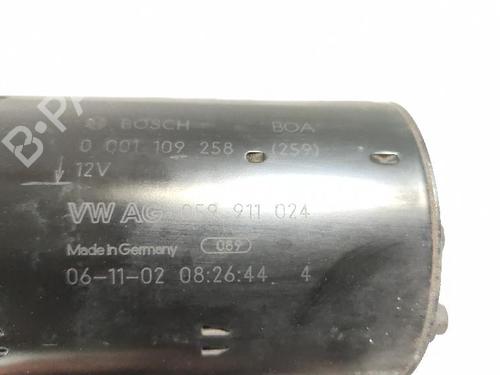 BOSCH BOA
0 001 109 258 (259)
12V
VW AG 059 911 024
Made in Germany 089
06-11-02 08:26:44 4
B-PA